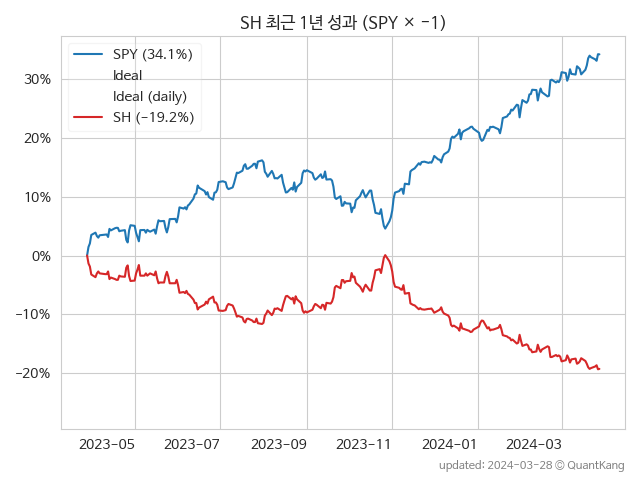 SH 최근 1년 성과 (SPY × −1)
SPY (34.1%)
Ideal
Ideal (daily)
SH (−19.2%)
30%
20%
10%
0%
−10%
−20%
2023−05 2023−07 2023−09 2023−11 2024−01 2024−03
updated: 2024−03−28 © QuantKang